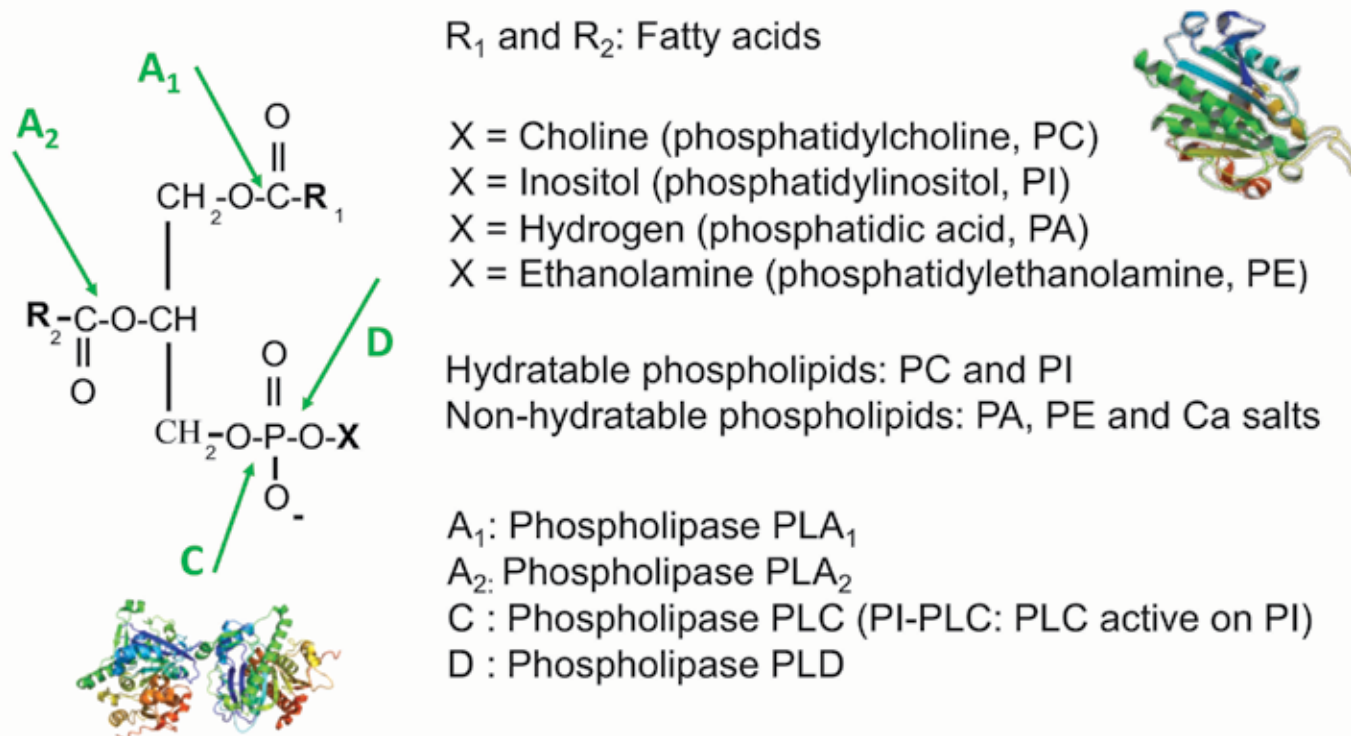 R₁ and R₂: Fatty acids
X = Choline (phosphatidylcholine, PC)
X = Inositol (phosphatidylinositol, PI)
X = Hydrogen (phosphatidic acid, PA)
X = Ethanolamine (phosphatidylethanolamine, PE)
Hydratable phospholipids: PC and PI
Non-hydratable phospholipids: PA, PE and Ca salts
A₁: Phospholipase PLA₁
A₂: Phospholipase PLA₂
C : Phospholipase PLC (PI-PLC: PLC active on PI)
D : Phospholipase PLD
A₁
A₂
O
CH₂-O-C-R₁
R₂-C-O-CH
O
D
O
CH₂-O-P-O-X
O-
C